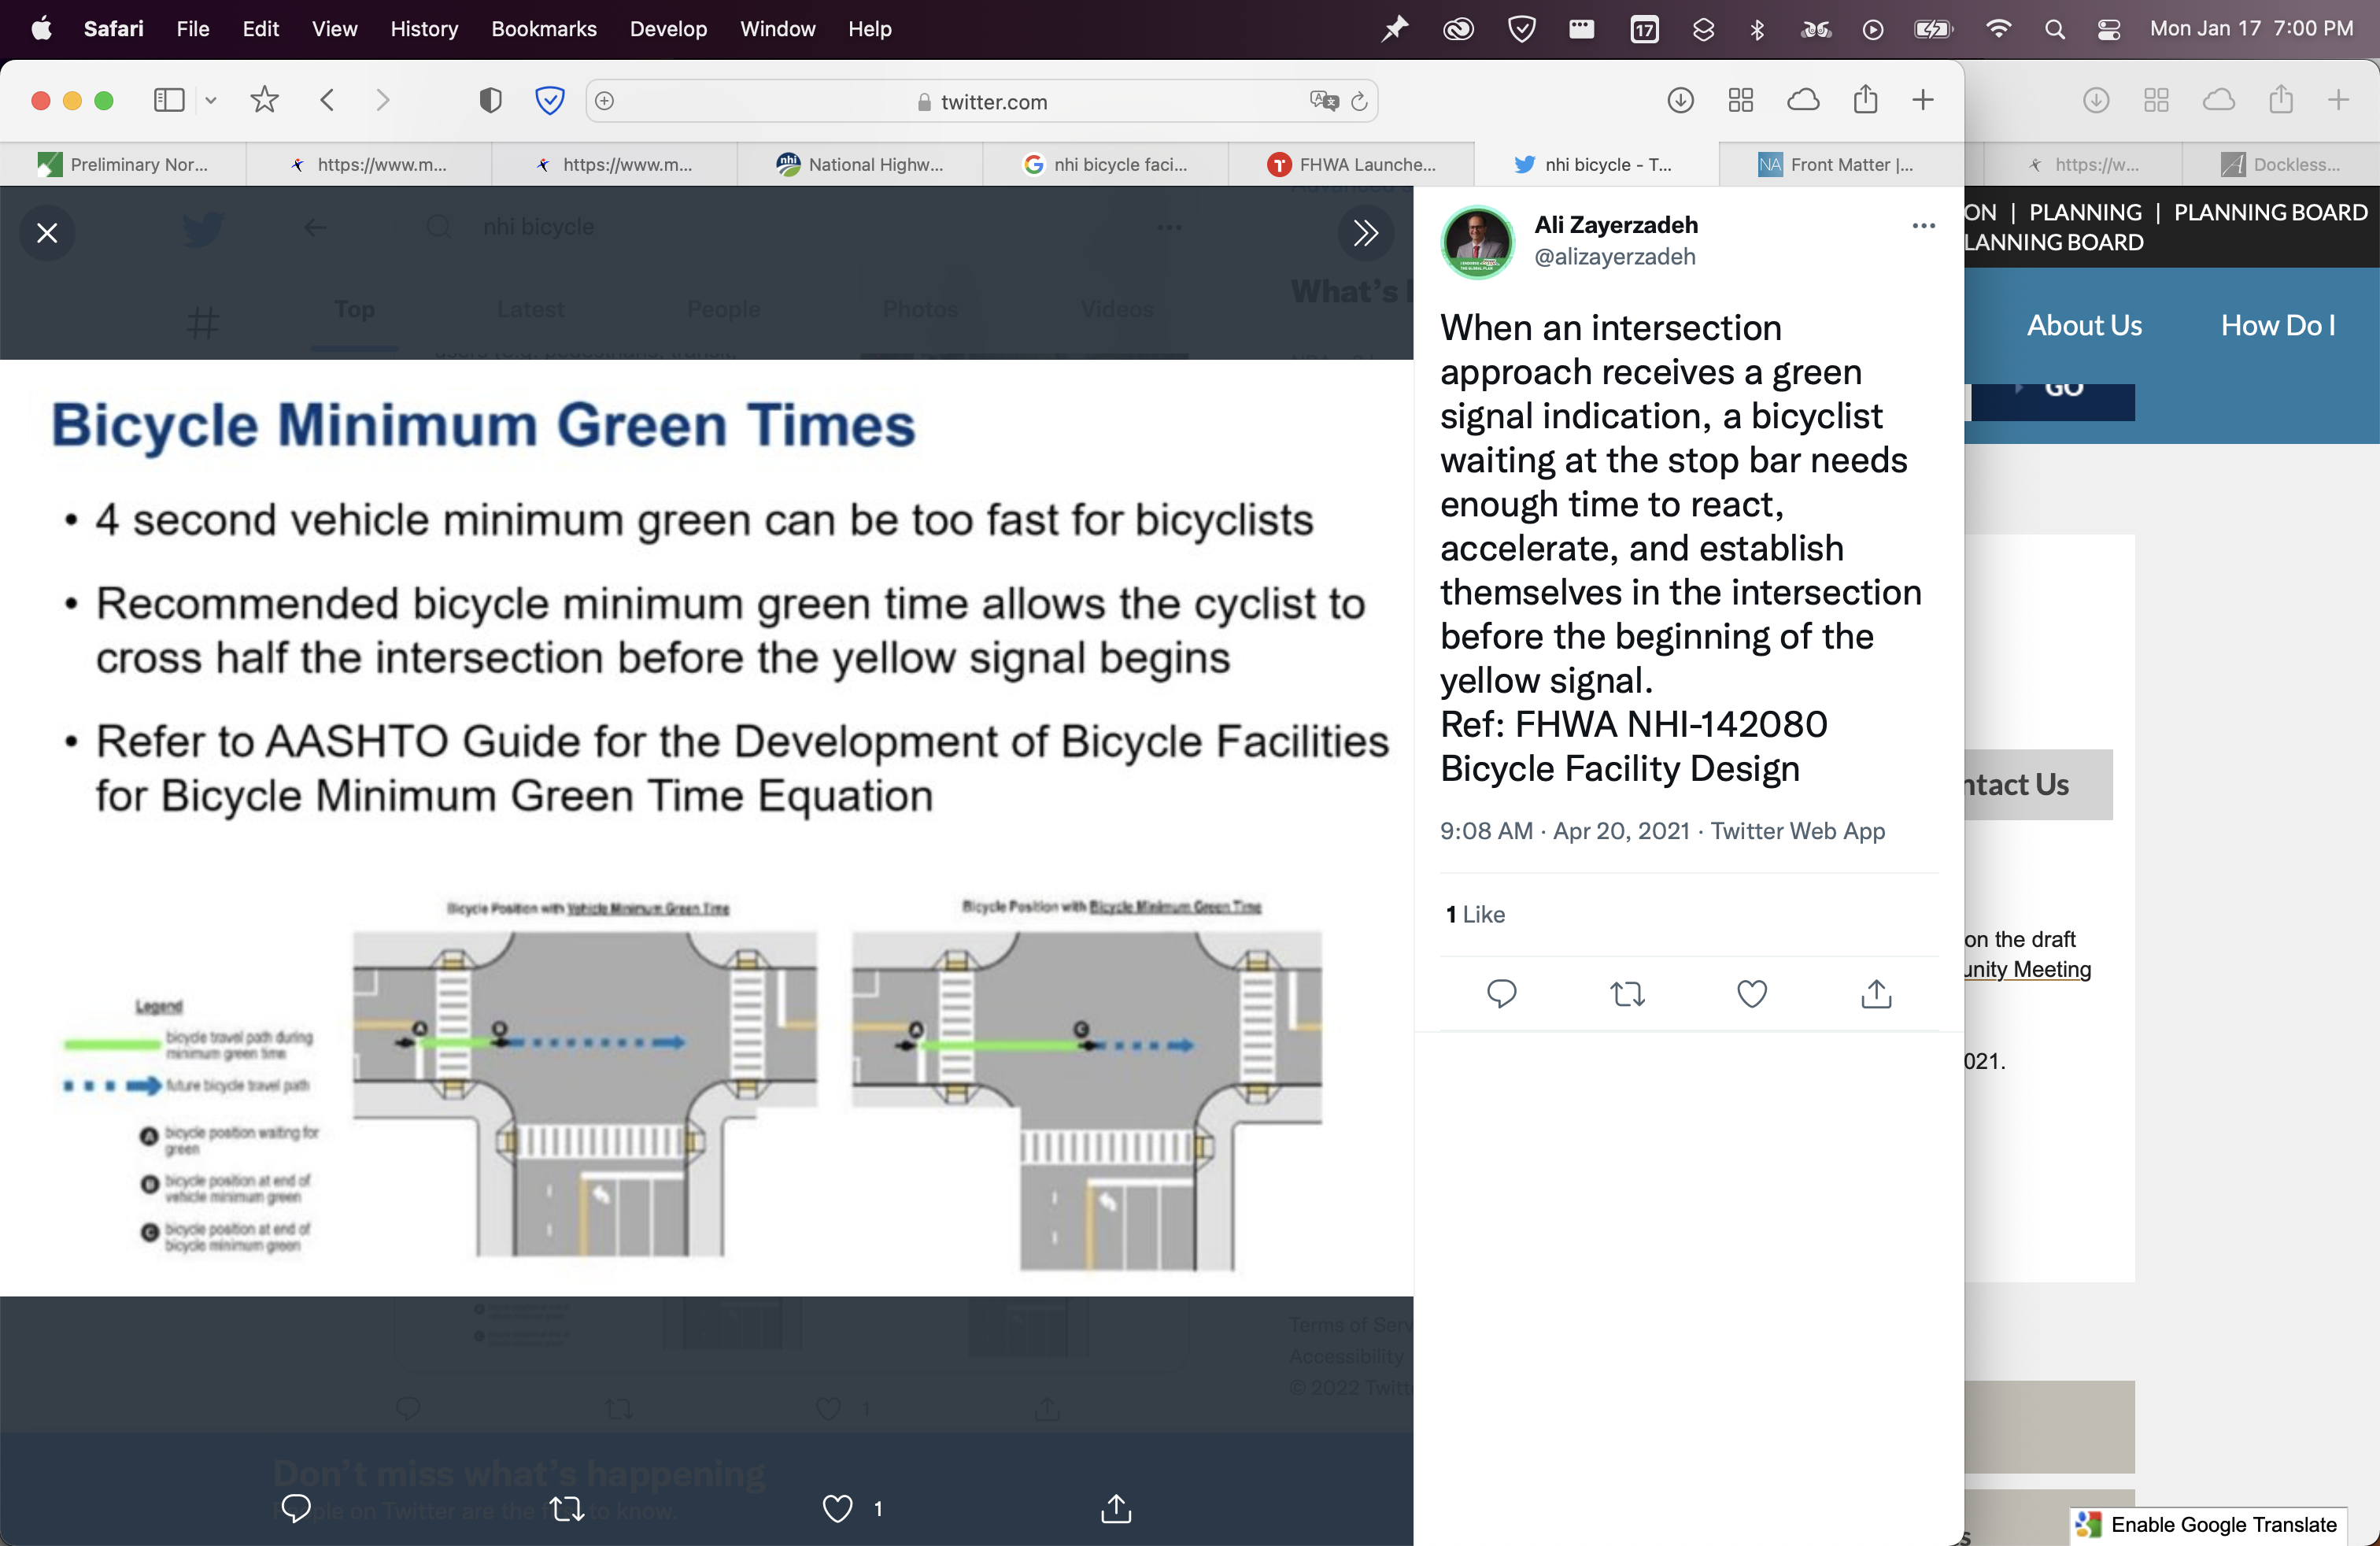 Safari File Edit View History Bookmarks Develop Window Help
17
Mon Jan 17 7:00 PM
twitter.com
Preliminary Nor...
https://www.m...
https://www.m...
nhi
National Highw...
nhi bicycle faci...
FHWA Launche...
nhi bicycle - T...
NA Front Matter |...
https://w...
Dockless...
nhi bicycle
Top Latest People Photos Videos
What's
Bicycle Minimum Green Times
• 4 second vehicle minimum green can be too fast for bicyclists
• Recommended bicycle minimum green time allows the cyclist to
cross half the intersection before the yellow signal begins
• Refer to AASHTO Guide for the Development of Bicycle Facilities
for Bicycle Minimum Green Time Equation
Bicycle Position with Vehicle Minimum Green Time
Bicycle Position with Bicycle Minimum Green Time
Legend
bicycle travel path during
minimum green time
future bicycle travel path
A bicycle position waiting for
green
B bicycle position at end of
vehicle minimum green
C bicycle position at end of
bicycle minimum green
A B
A C
Terms of Serv
Accessibility
© 2022 Twitt
1
Don't miss what's happening
People on Twitter are the first to know.
1
Ali Zayerzadeh
@alizayerzadeh
When an intersection
approach receives a green
signal indication, a bicyclist
waiting at the stop bar needs
enough time to react,
accelerate, and establish
themselves in the intersection
before the beginning of the
yellow signal.
Ref: FHWA NHI-142080
Bicycle Facility Design
9:08 AM · Apr 20, 2021 · Twitter Web App
1 Like
ON | PLANNING | PLANNING BOARD
LANNING BOARD
About Us How Do I
GO
ntact Us
on the draft
unity Meeting
021.
s
Enable Google Translate